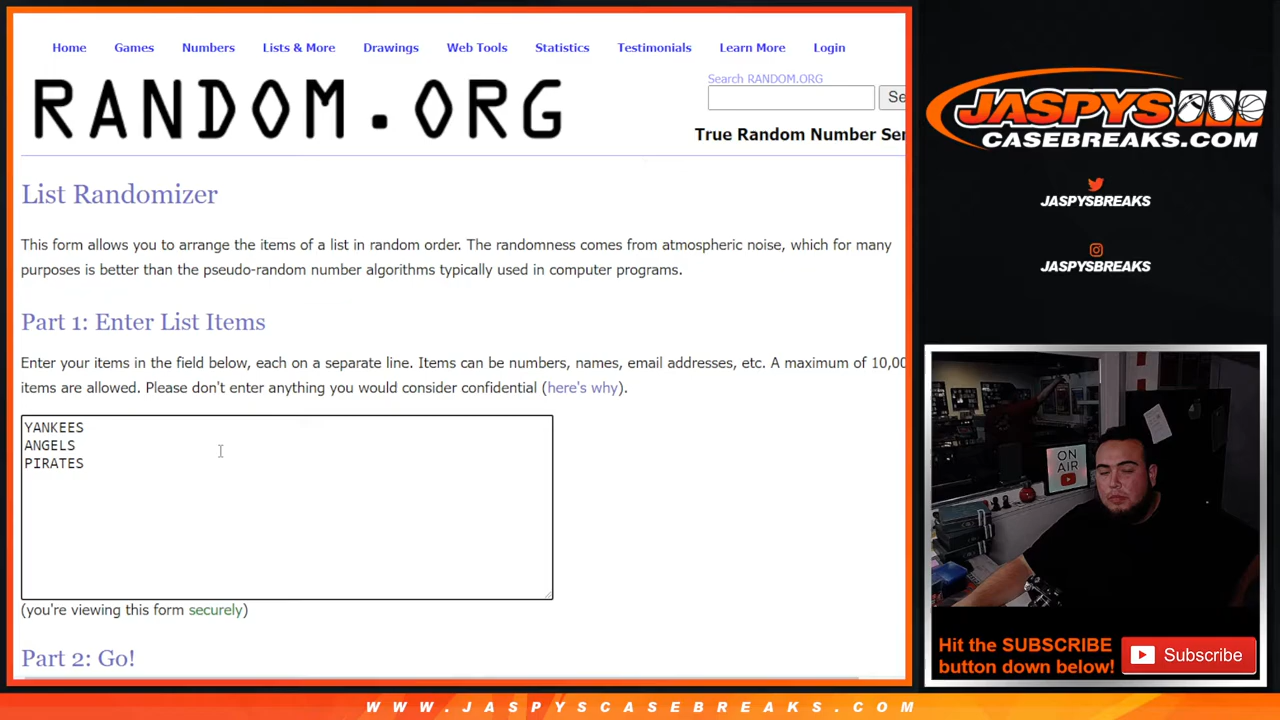 Home Games Numbers Lists & More Drawings Web Tools Statistics Testimonials Learn More Login
RANDOM.ORG
Search RANDOM.ORG
Se
True Random Number Ser
List Randomizer
This form allows you to arrange the items of a list in random order. The randomness comes from atmospheric noise, which for many
purposes is better than the pseudo-random number algorithms typically used in computer programs.
Part 1: Enter List Items
Enter your items in the field below, each on a separate line. Items can be numbers, names, email addresses, etc. A maximum of 10,00
items are allowed. Please don't enter anything you would consider confidential (here's why).
YANKEES
ANGELS
PIRATES
(you're viewing this form securely)
Part 2: Go!
JASPYS
CASEBREAKS.COM
JASPYSBREAKS
JASPYSBREAKS
ON
AIR
Hit the SUBSCRIBE
button down below!
Subscribe
WWW.JASPYSCASEBREAKS.COM